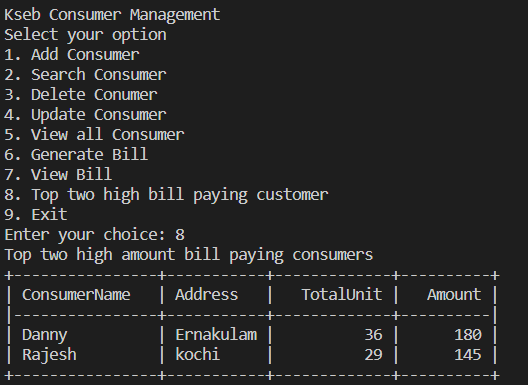 Kseb Consumer Management
Select your option
1. Add Consumer
2. Search Consumer
3. Delete Conumer
4. Update Consumer
5. View all Consumer
6. Generate Bill
7. View Bill
8. Top two high bill paying customer
9. Exit
Enter your choice: 8
Top two high amount bill paying consumers
+----------------+-----------+-------------+----------+
| ConsumerName   | Address   |   TotalUnit |   Amount |
|----------------+-----------+-------------+----------|
| Danny          | Ernakulam |          36 |      180 |
| Rajesh         | kochi     |          29 |      145 |
+----------------+-----------+-------------+----------+